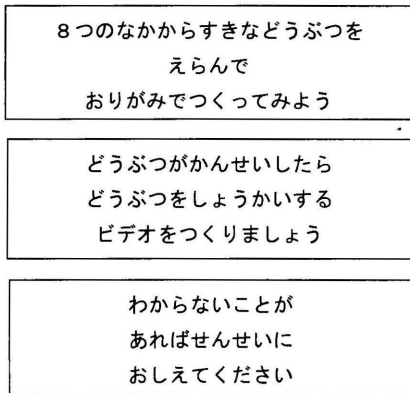 ８つのなかからすきなどうぶつを
えらんで
おりがみでつくってみよう
どうぶつがかんせいしたら
どうぶつをしょうかいする
ビデオをつくりましょう
わからないことが
あればせんせいに
おしえてください